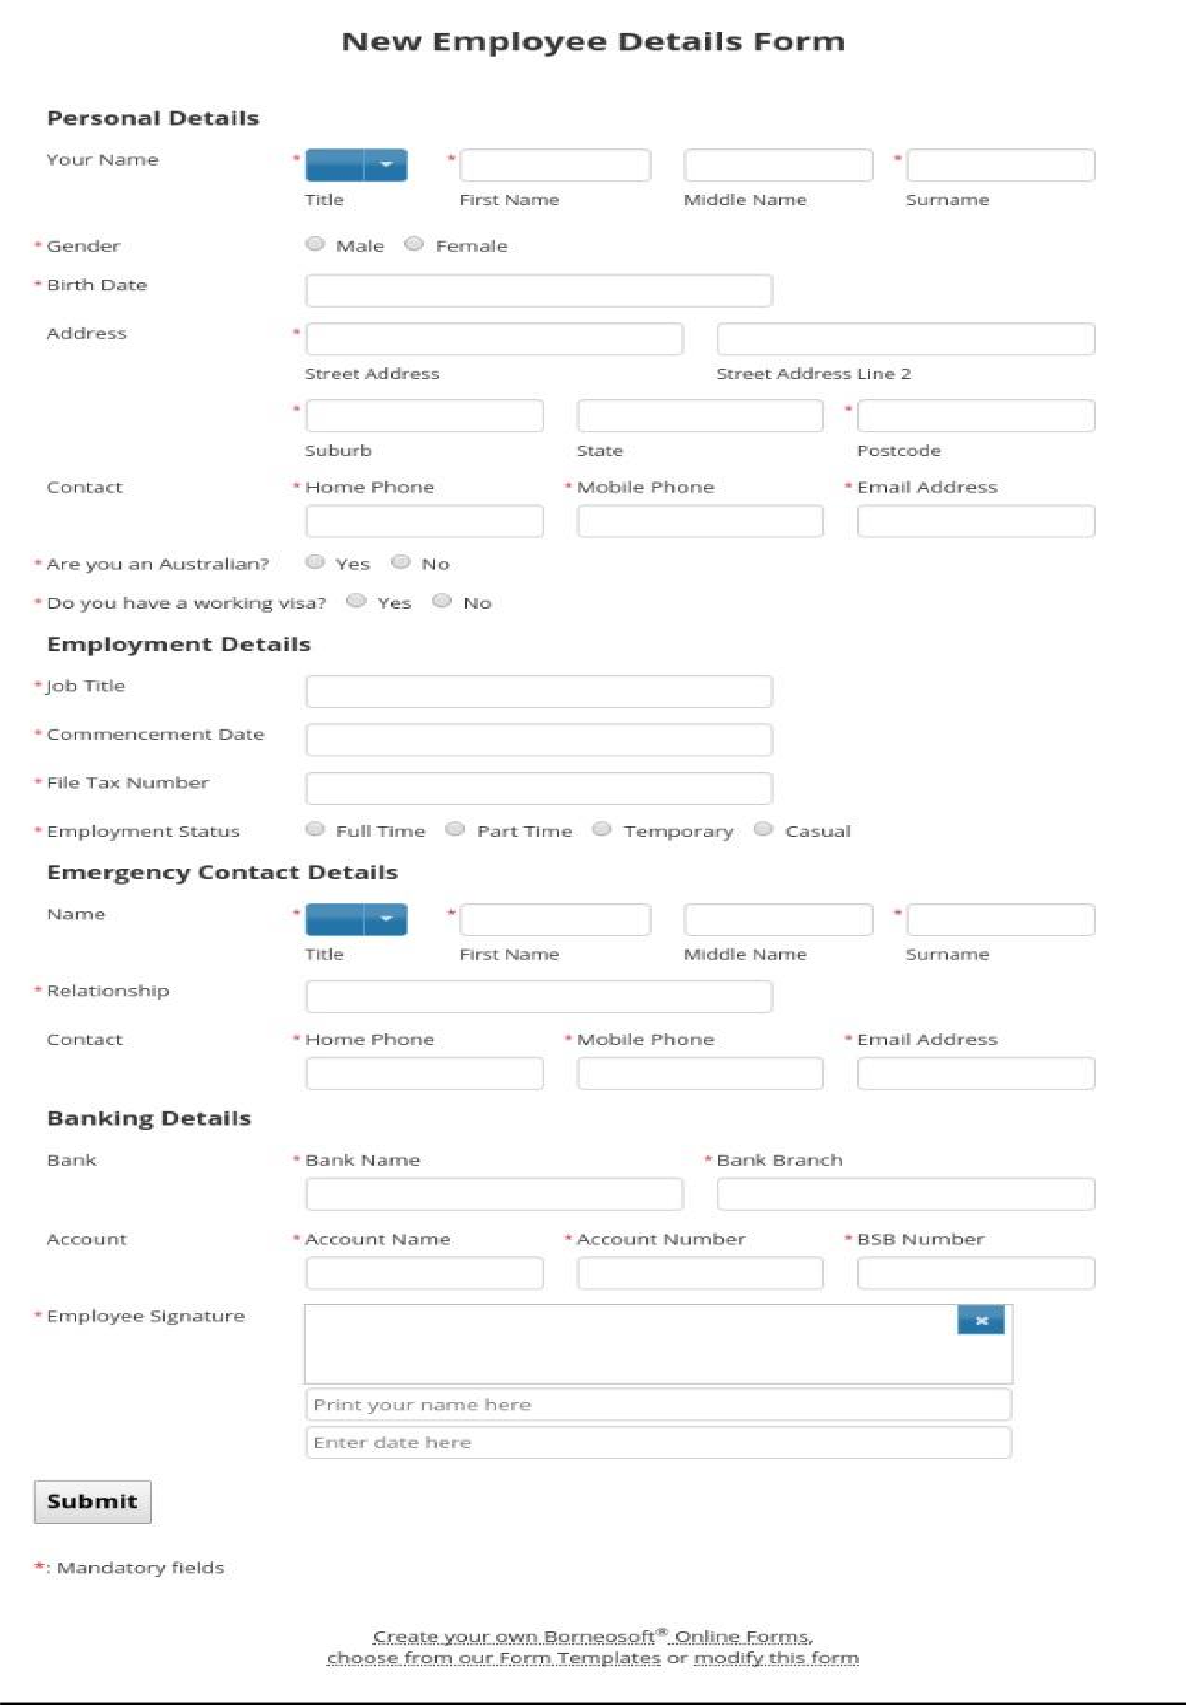 New Employee Details Form
Personal Details
Your Name * * *
Title First Name Middle Name Surname
* Gender Male Female
* Birth Date
Address *
Street Address Street Address Line 2
* *
Suburb State Postcode
Contact * Home Phone * Mobile Phone * Email Address
* Are you an Australian? Yes No
* Do you have a working visa? Yes No
Employment Details
* Job Title
* Commencement Date
* File Tax Number
* Employment Status Full Time Part Time Temporary Casual
Emergency Contact Details
Name * * *
Title First Name Middle Name Surname
* Relationship
Contact * Home Phone * Mobile Phone * Email Address
Banking Details
Bank * Bank Name * Bank Branch
Account * Account Name * Account Number * BSB Number
* Employee Signature
Print your name here
Enter date here
Submit
*: Mandatory fields
Create your own Borneosoft® Online Forms,
choose from our Form Templates or modify this form